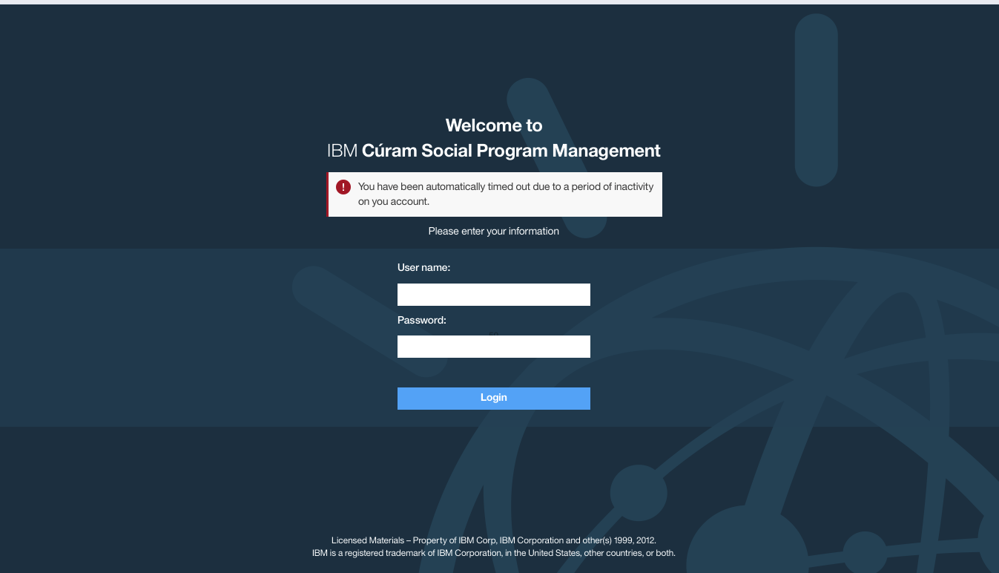 Welcome to
IBM Cúram Social Program Management
You have been automatically timed out due to a period of inactivity
on you account.
Please enter your information
User name:
Password:
Login
Licensed Materials – Property of IBM Corp, IBM Corporation and other(s) 1999, 2012.
IBM is a registered trademark of IBM Corporation, in the United States, other countries, or both.